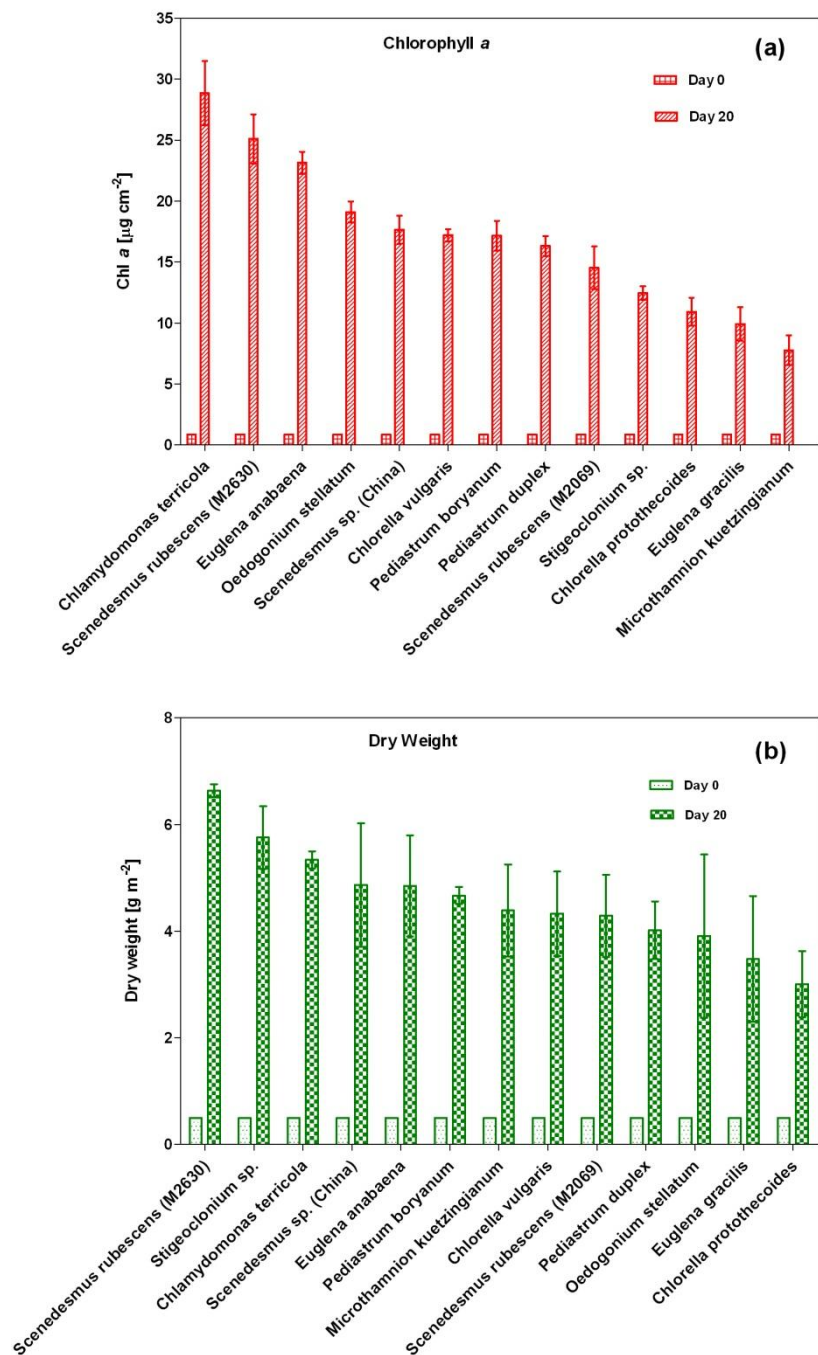 Chlorophyll a
(a)
Day 0
Day 20
Chl a [µg cm-2]
35
30
25
20
15
10
5
0
Chlamydomonas terricola
Scenedesmus rubescens (M2630)
Euglena anabaena
Oedogonium stellatum
Scenedesmus sp. (China)
Chlorella vulgaris
Pediastrum boryanum
Pediastrum duplex
Scenedesmus rubescens (M2069)
Stigeoclonium sp.
Chlorella protothecoides
Euglena gracilis
Microthamnion kuetzingianum
Dry Weight
(b)
Day 0
Day 20
Dry weight [g m-2]
8
6
4
2
0
Scenedesmus rubescens (M2630)
Stigeoclonium sp.
Chlamydomonas terricola
Scenedesmus sp. (China)
Euglena anabaena
Pediastrum boryanum
Microthamnion kuetzingianum
Chlorella vulgaris
Scenedesmus rubescens (M2069)
Pediastrum duplex
Oedogonium stellatum
Euglena gracilis
Chlorella protothecoides